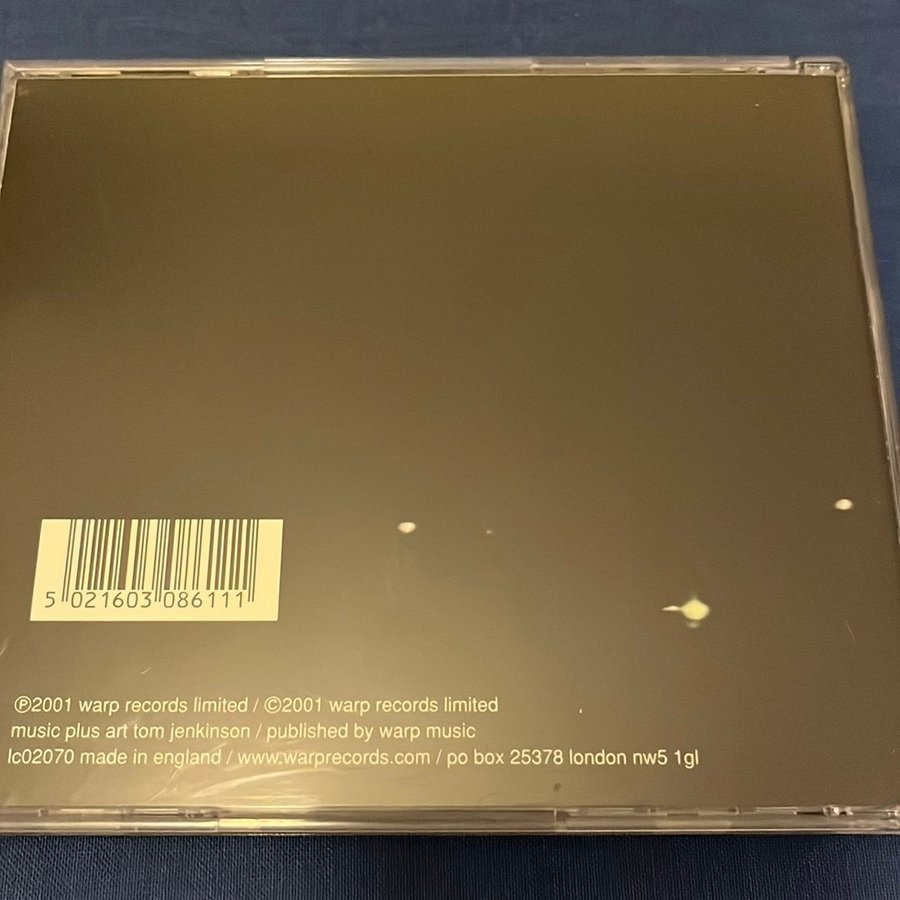 5 021603 086111
℗2001 warp records limited / ©2001 warp records limited
music plus art tom jenkinson / published by warp music
lc02070 made in england / www.warprecords.com / po box 25378 london nw5 1gl